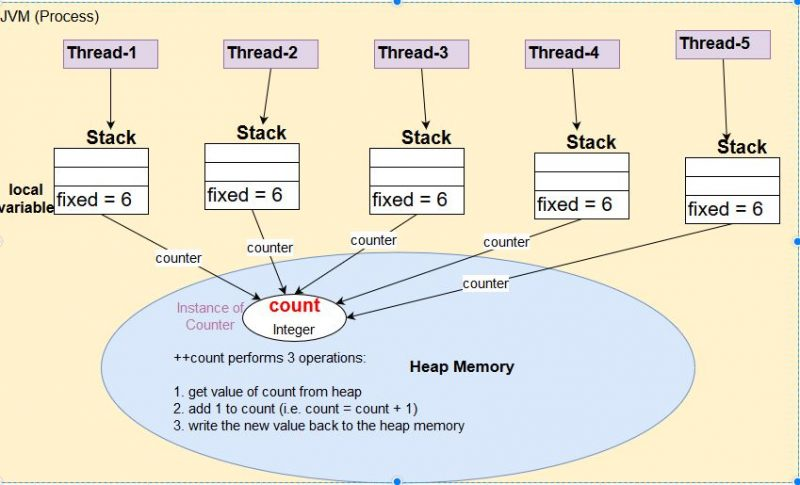 JVM (Process)
Thread-1
Thread-2
Thread-3
Thread-4
Thread-5
Stack
Stack
Stack
Stack
Stack
local
variable
fixed = 6
fixed = 6
fixed = 6
fixed = 6
fixed = 6
counter
counter
counter
counter
counter
Instance of
Counter
count
Integer
++count performs 3 operations:
Heap Memory
1. get value of count from heap
2. add 1 to count (i.e. count = count + 1)
3. write the new value back to the heap memory